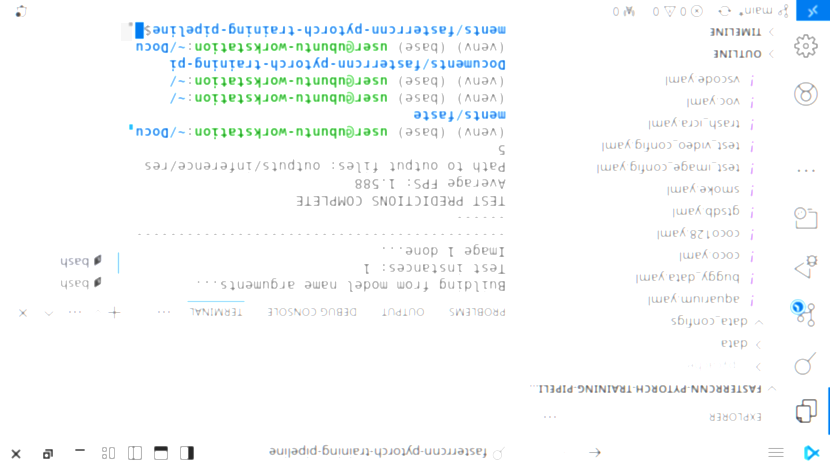 fasterrcnn-pytorch-training-pipeline
EXPLORER
FASTERRCNN-PYTORCH-TRAINING-PIPELI...
data
data_configs
aquarium.yaml
buggy_data.yaml
coco.yaml
coco128.yaml
gtsdb.yaml
smoke.yaml
test_image_config.yaml
test_video_config.yaml
trash_icra.yaml
voc.yaml
vscode.yaml
OUTLINE
TIMELINE
PROBLEMS OUTPUT DEBUG CONSOLE TERMINAL ...
Building from model name arguments...
Test instances: 1
Image 1 done...
--------------------------------------------
------
TEST PREDICTIONS COMPLETE
Average FPS: 1.588
Path to output files: outputs/inference/res
5
(venv) (base) user@ubuntu-workstation:~/Docu
ments/faste
(venv) (base) user@ubuntu-workstation:~/
(venv) (base) user@ubuntu-workstation:~/
Documents/fasterrcnn-pytorch-training-pi
(venv) (base) user@ubuntu-workstation:~/Docu
ments/fasterrcnn-pytorch-training-pipeline$
bash
bash
main* 0 0 0